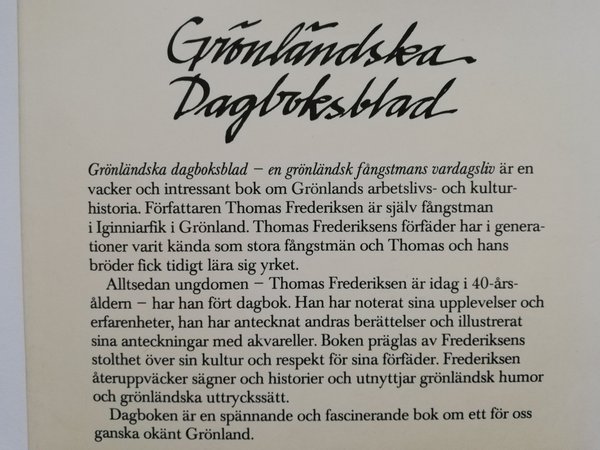 Grönländska
Dagboksblad
Grönländska dagboksblad – en grönländsk fångstmans vardagsliv är en
vacker och intressant bok om Grönlands arbetslivs- och kultur-
historia. Författaren Thomas Frederiksen är själv fångstman
i Iginniarfik i Grönland. Thomas Frederiksens förfäder har i genera-
tioner varit kända som stora fångstmän och Thomas och hans
bröder fick tidigt lära sig yrket.
Alltsedan ungdomen – Thomas Frederiksen är idag i 40-års-
åldern – har han fört dagbok. Han har noterat sina upplevelser och
erfarenheter, han har antecknat andras berättelser och illustrerat
sina anteckningar med akvareller. Boken präglas av Frederiksens
stolthet över sin kultur och respekt för sina förfäder. Frederiksen
återuppväcker sägner och historier och utnyttjar grönländsk humor
och grönländska uttryckssätt.
Dagboken är en spännande och fascinerande bok om ett för oss
ganska okänt Grönland.